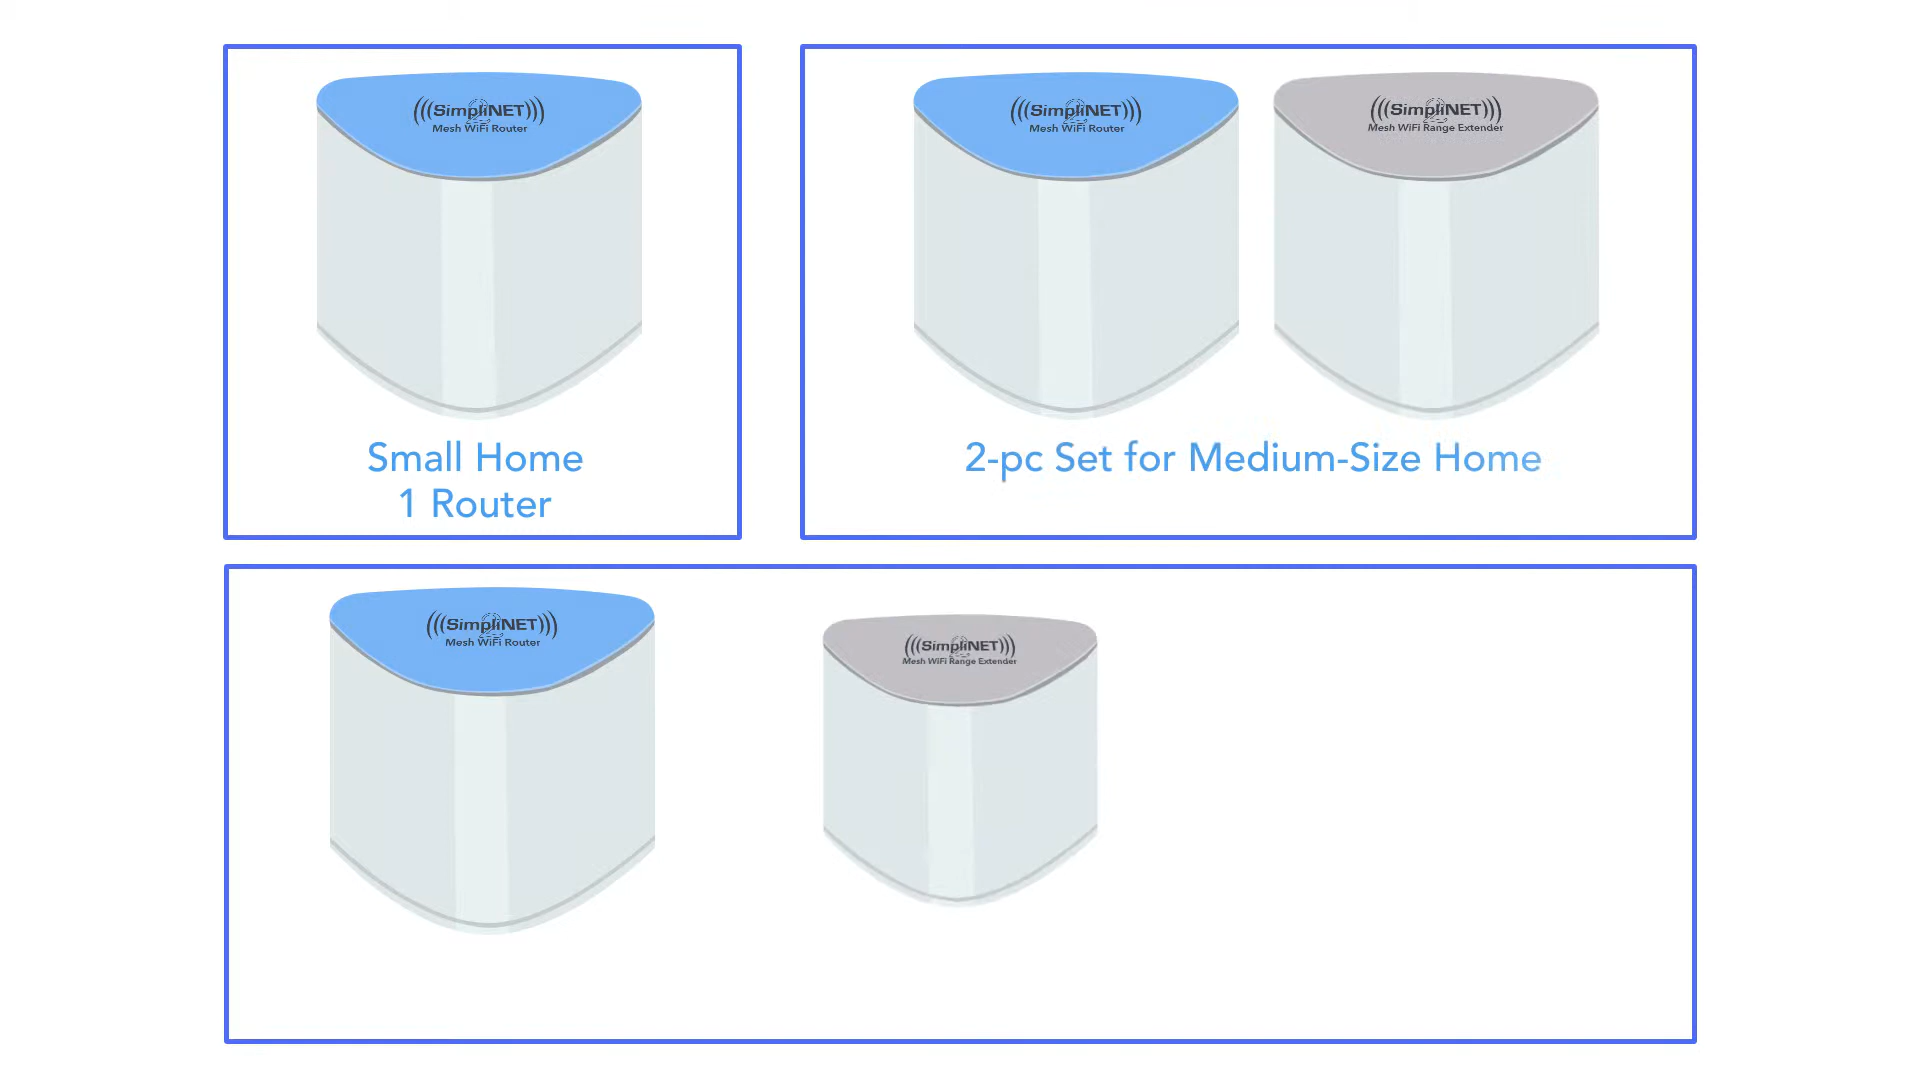 SimpliNET
Mesh WiFi Router
Small Home
1 Router
SimpliNET
Mesh WiFi Router
SimpliNET
Mesh WiFi Range Extender
2-pc Set for Medium-Size Home
SimpliNET
Mesh WiFi Router
SimpliNET
Mesh WiFi Range Extender